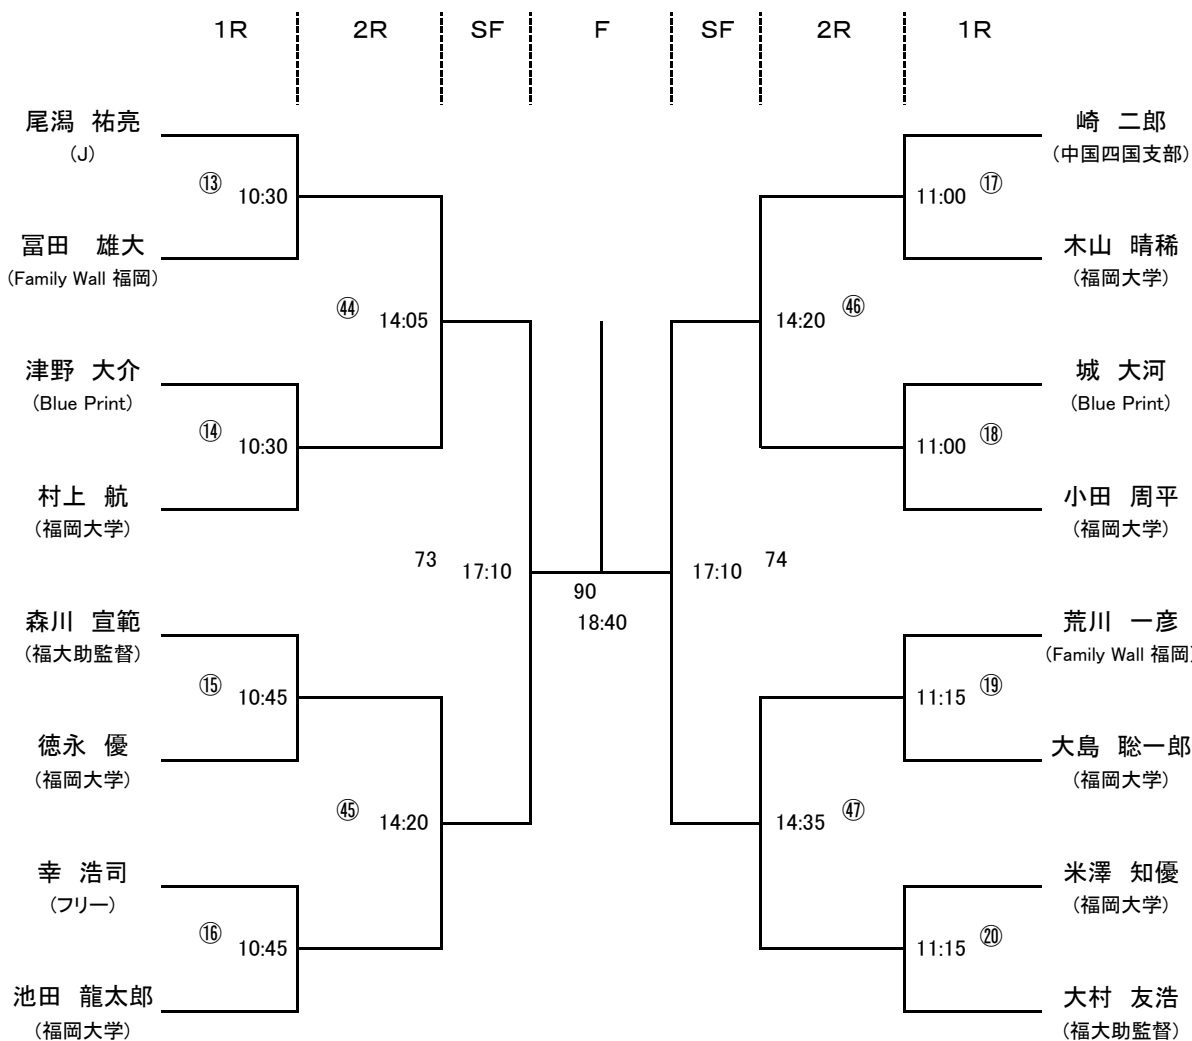 1R 2R SF F SF 2R 1R
尾潟 祐亮
(J)
⑬ 10:30
冨田 雄大
(Family Wall 福岡)
㊹ 14:05
津野 大介
(Blue Print)
⑭ 10:30
村上 航
(福岡大学)
73 17:10
森川 宣範
(福大助監督)
⑮ 10:45
徳永 優
(福岡大学)
㊺ 14:20
幸 浩司
(フリー)
⑯ 10:45
池田 龍太郎
(福岡大学)
90
18:40
崎 二郎
(中国四国支部)
11:00 ⑰
木山 晴稀
(福岡大学)
14:20 ㊻
城 大河
(Blue Print)
11:00 ⑱
小田 周平
(福岡大学)
17:10 74
荒川 一彦
(Family Wall 福岡)
11:15 ⑲
大島 聡一郎
(福岡大学)
14:35 ㊼
米澤 知優
(福岡大学)
11:15 ⑳
大村 友浩
(福大助監督)